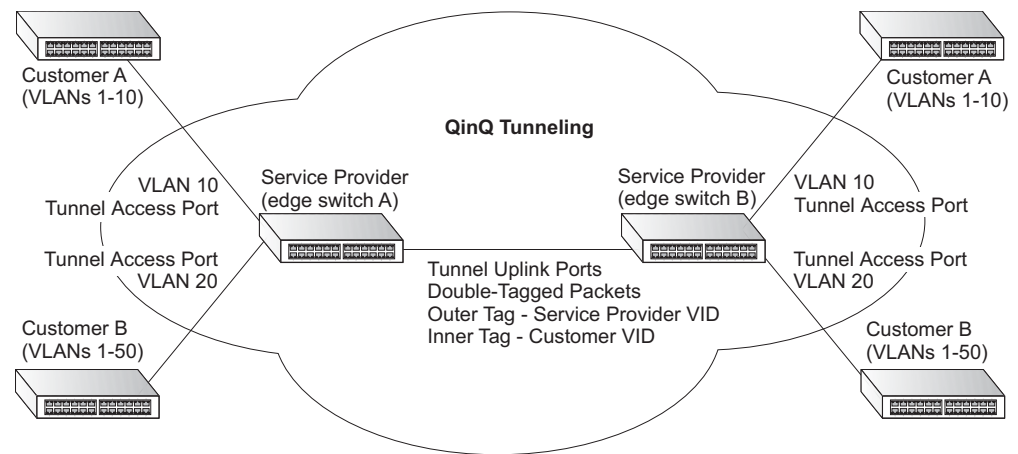 Customer A
(VLANs 1-10)
Customer A
(VLANs 1-10)
QinQ Tunneling
VLAN 10
Tunnel Access Port
Service Provider
(edge switch A)
Service Provider
(edge switch B)
VLAN 10
Tunnel Access Port
Tunnel Access Port
VLAN 20
Tunnel Uplink Ports
Double-Tagged Packets
Outer Tag - Service Provider VID
Inner Tag - Customer VID
Tunnel Access Port
VLAN 20
Customer B
(VLANs 1-50)
Customer B
(VLANs 1-50)